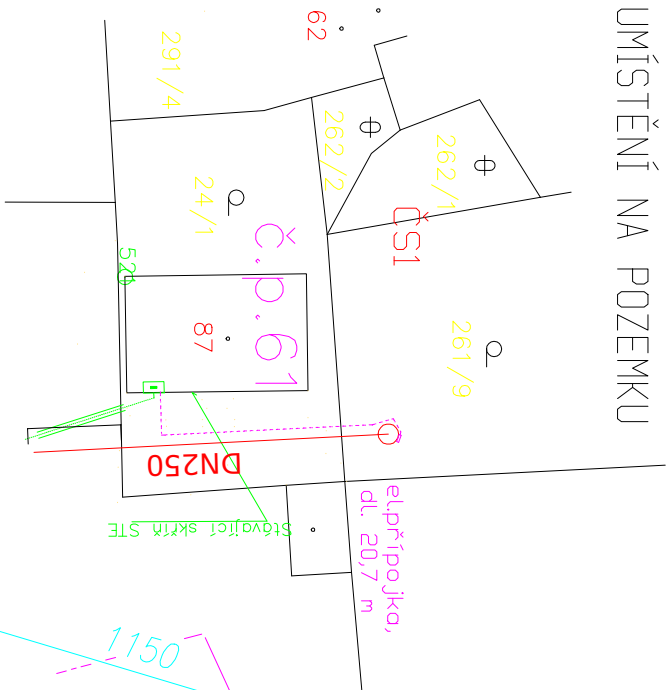 UMÍSTĚNÍ NA POZEMKU
62
291/4
262/2
262/1
24/1
ČS1
Č.p.61
526
87
261/9
DN250
el.přípojka,
dl. 20,7 m
Stávající skříň STE
1150